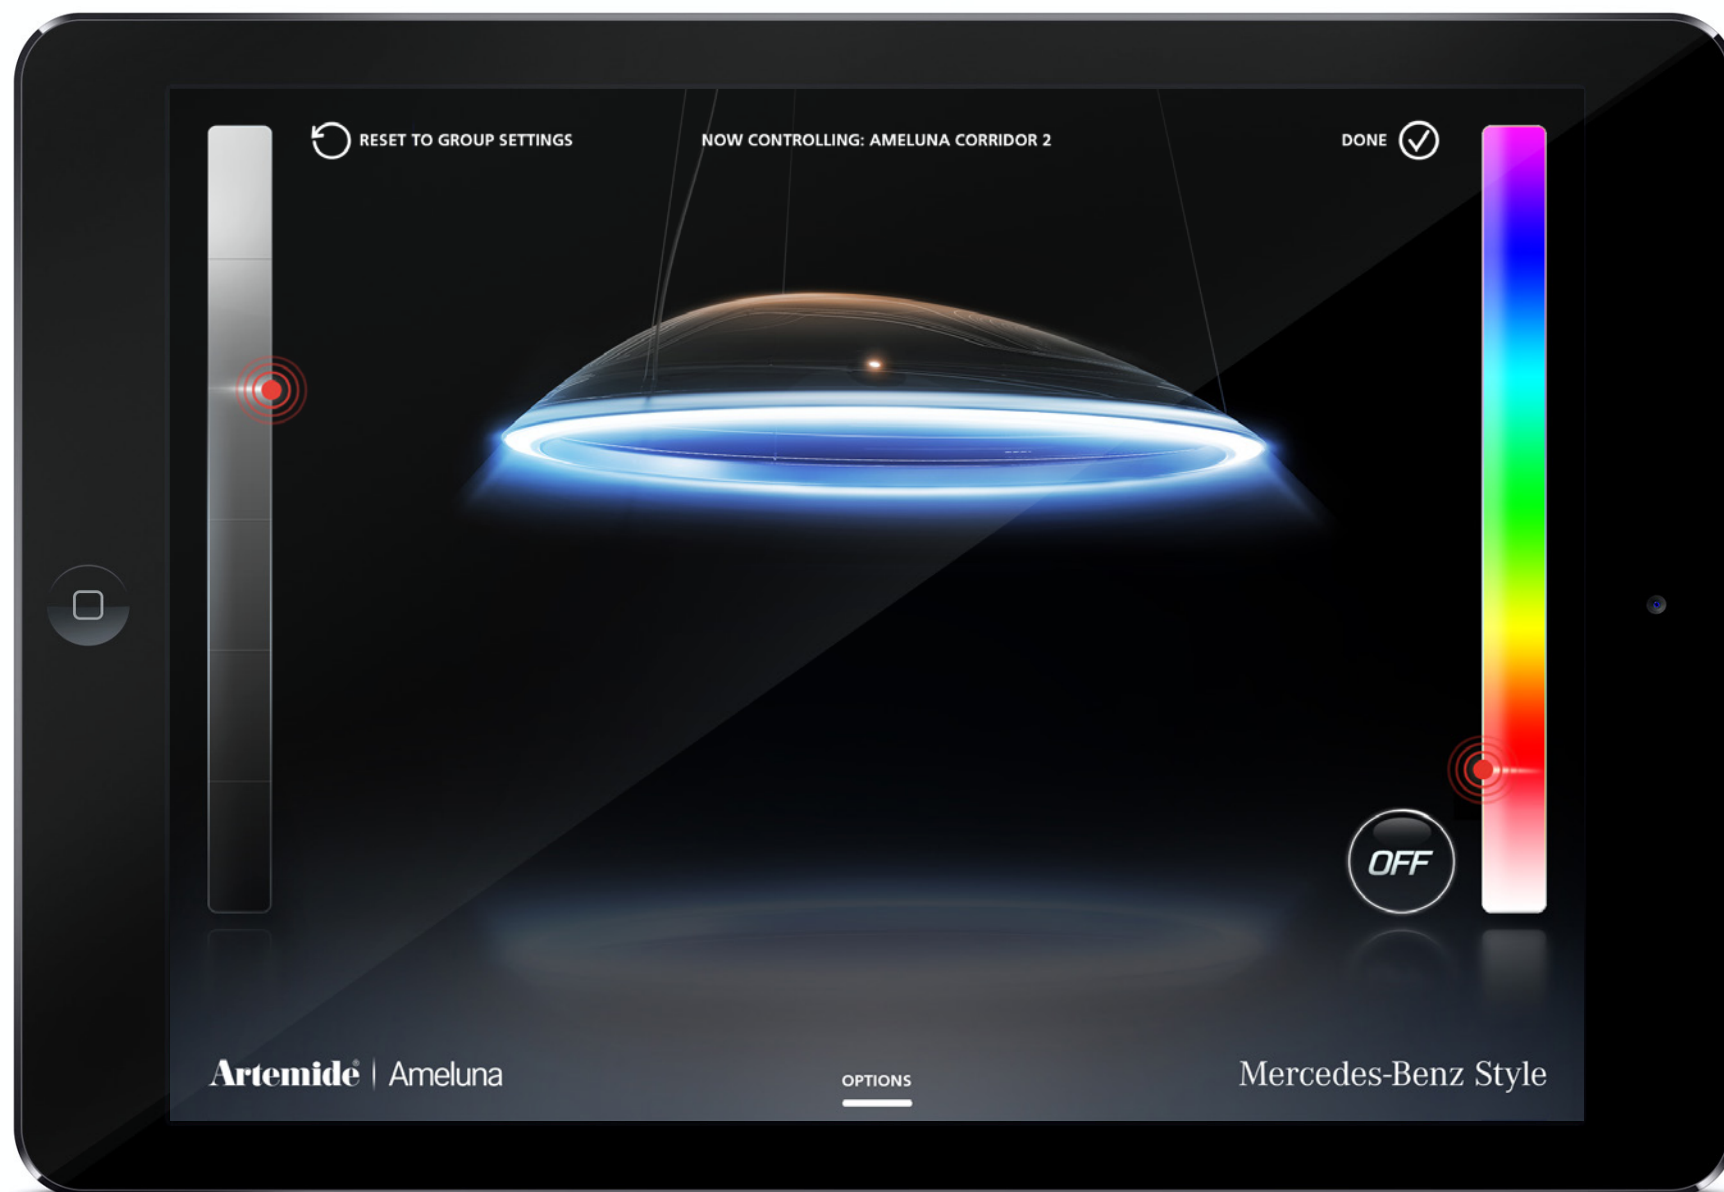 RESET TO GROUP SETTINGS
NOW CONTROLLING: AMELUNA CORRIDOR 2
DONE
OFF
Artemide® | Ameluna
OPTIONS
Mercedes-Benz Style